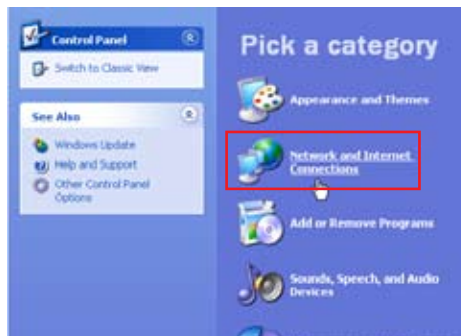 Control Panel
Switch to Classic View
See Also
Windows Update
Help and Support
Other Control Panel
Options
Pick a category
Appearance and Themes
Network and Internet
Connections
Add or Remove Programs
Sounds, Speech, and Audio
Devices